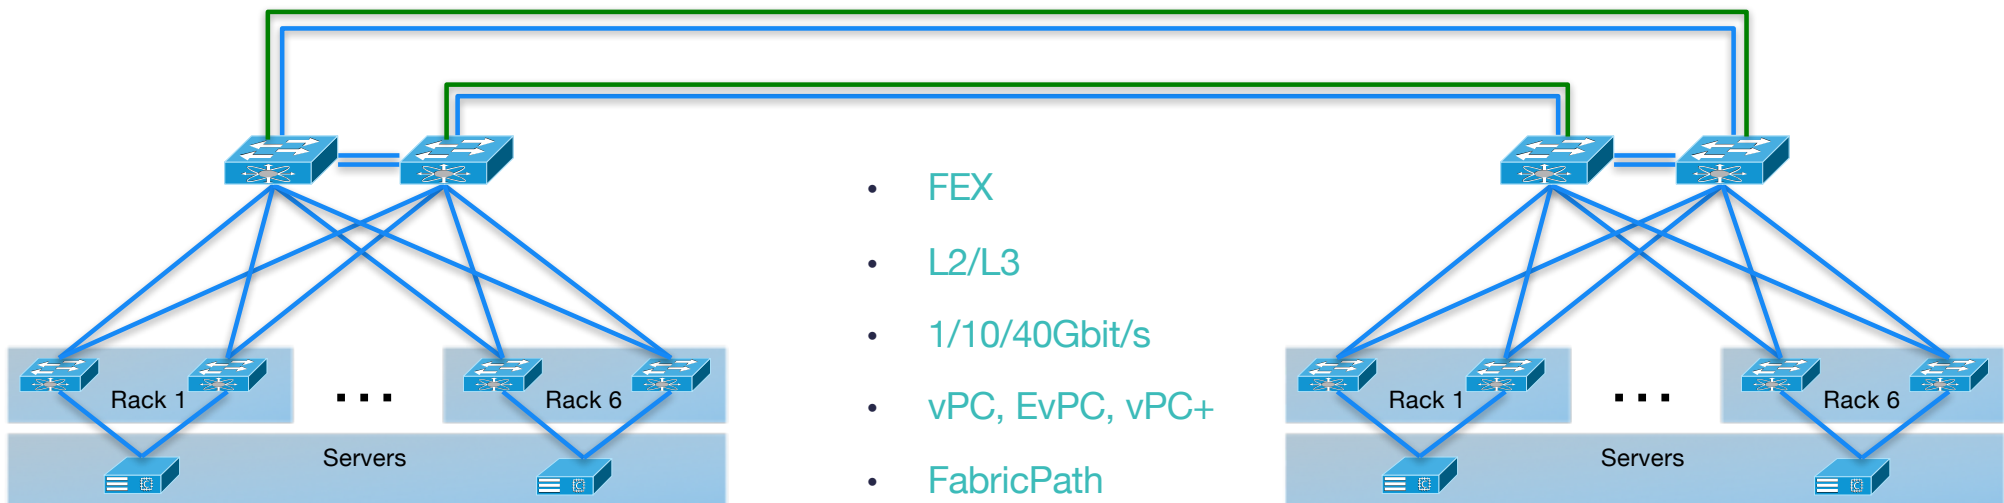 • FEX
• L2/L3
• 1/10/40Gbit/s
• vPC, EvPC, vPC+
• FabricPath
Rack 1
...
Rack 6
Servers
Rack 1
...
Rack 6
Servers